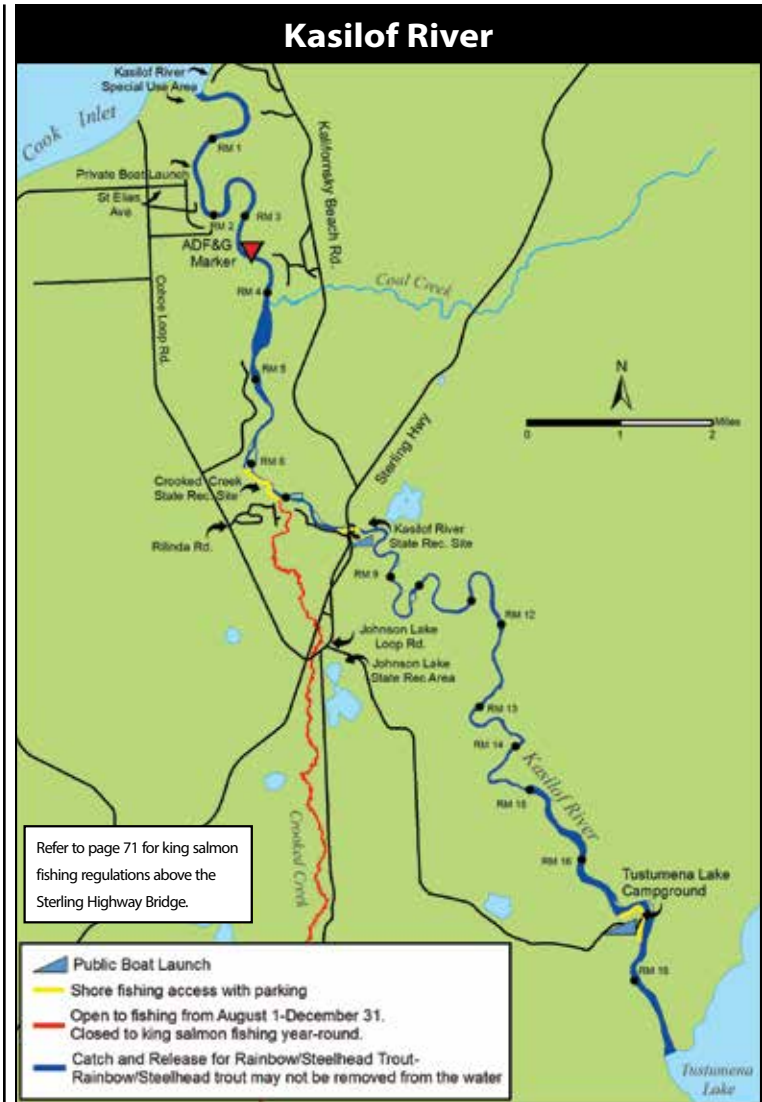 Kasilof River
Kasilof River
Special Use Area
Cook Inlet
RM 1
Kalifornsky Beach Rd.
Private Boat Launch
St Elias
Ave.
RM 2
RM 3
ADF&G
Marker
RM 4
Coal Creek
Cohoe Loop Rd.
RM 5
N
Miles
0
1
2
RM 6
Sterling Hwy
Crooked Creek
State Rec. Site
Kasilof River
State Rec. Site
Rilinda Rd.
RM 9
RM 12
Johnson Lake
Loop Rd.
Johnson Lake
State Rec Area
RM 13
RM 14
Kasilof River
RM 15
Crooked Creek
RM 16
Refer to page 71 for king salmon
fishing regulations above the
Sterling Highway Bridge.
Tustumena Lake
Campground
RM 18
Tustumena
Lake
Public Boat Launch
Shore fishing access with parking
Open to fishing from August 1-December 31.
Closed to king salmon fishing year-round.
Catch and Release for Rainbow/Steelhead Trout-
Rainbow/Steelhead trout may not be removed from the water